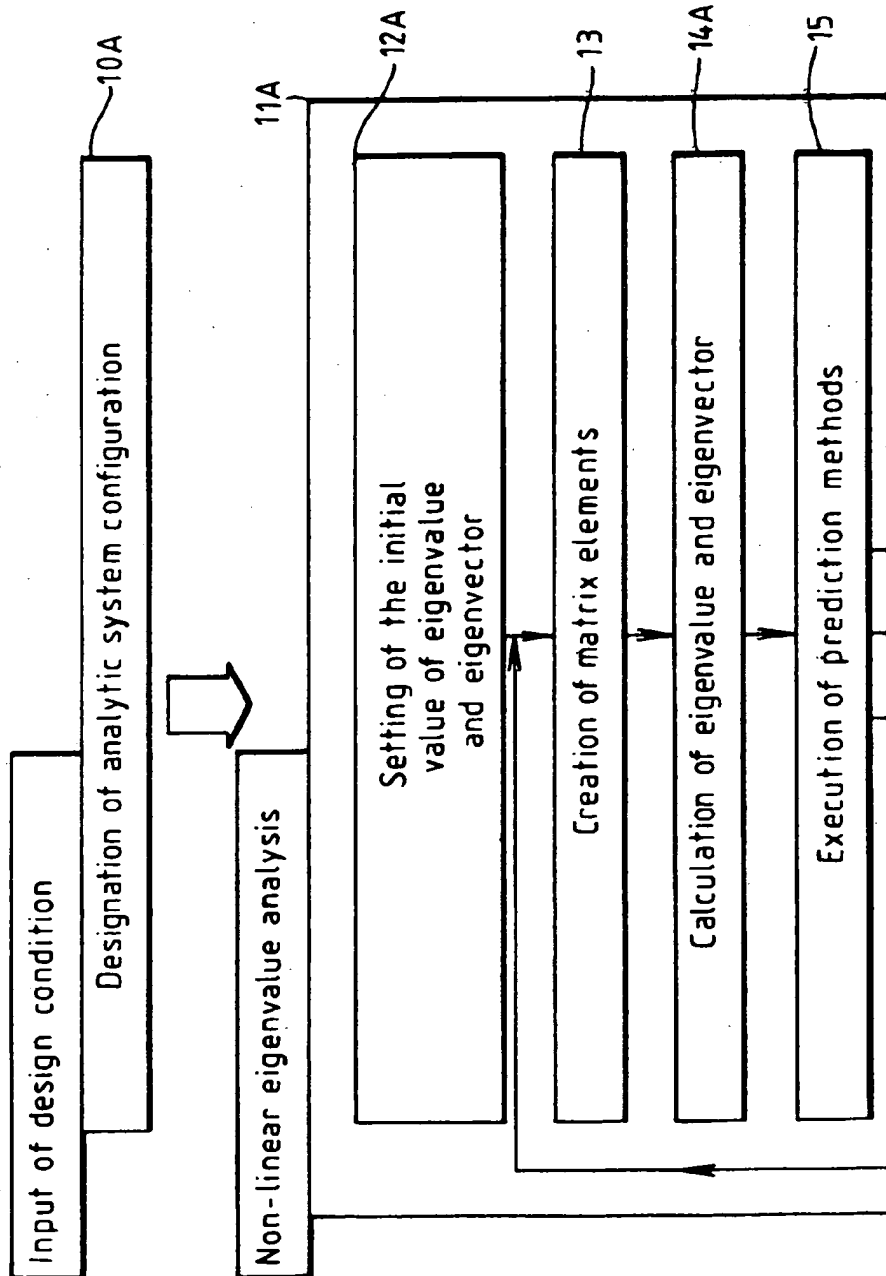 Input of design condition
Designation of analytic system configuration
10A
Non-linear eigenvalue analysis
11A
Setting of the initial
value of eigenvalue
and eigenvector
12A
Creation of matrix elements
13
Calculation of eigenvalue and eigenvector
14A
Execution of prediction methods
15